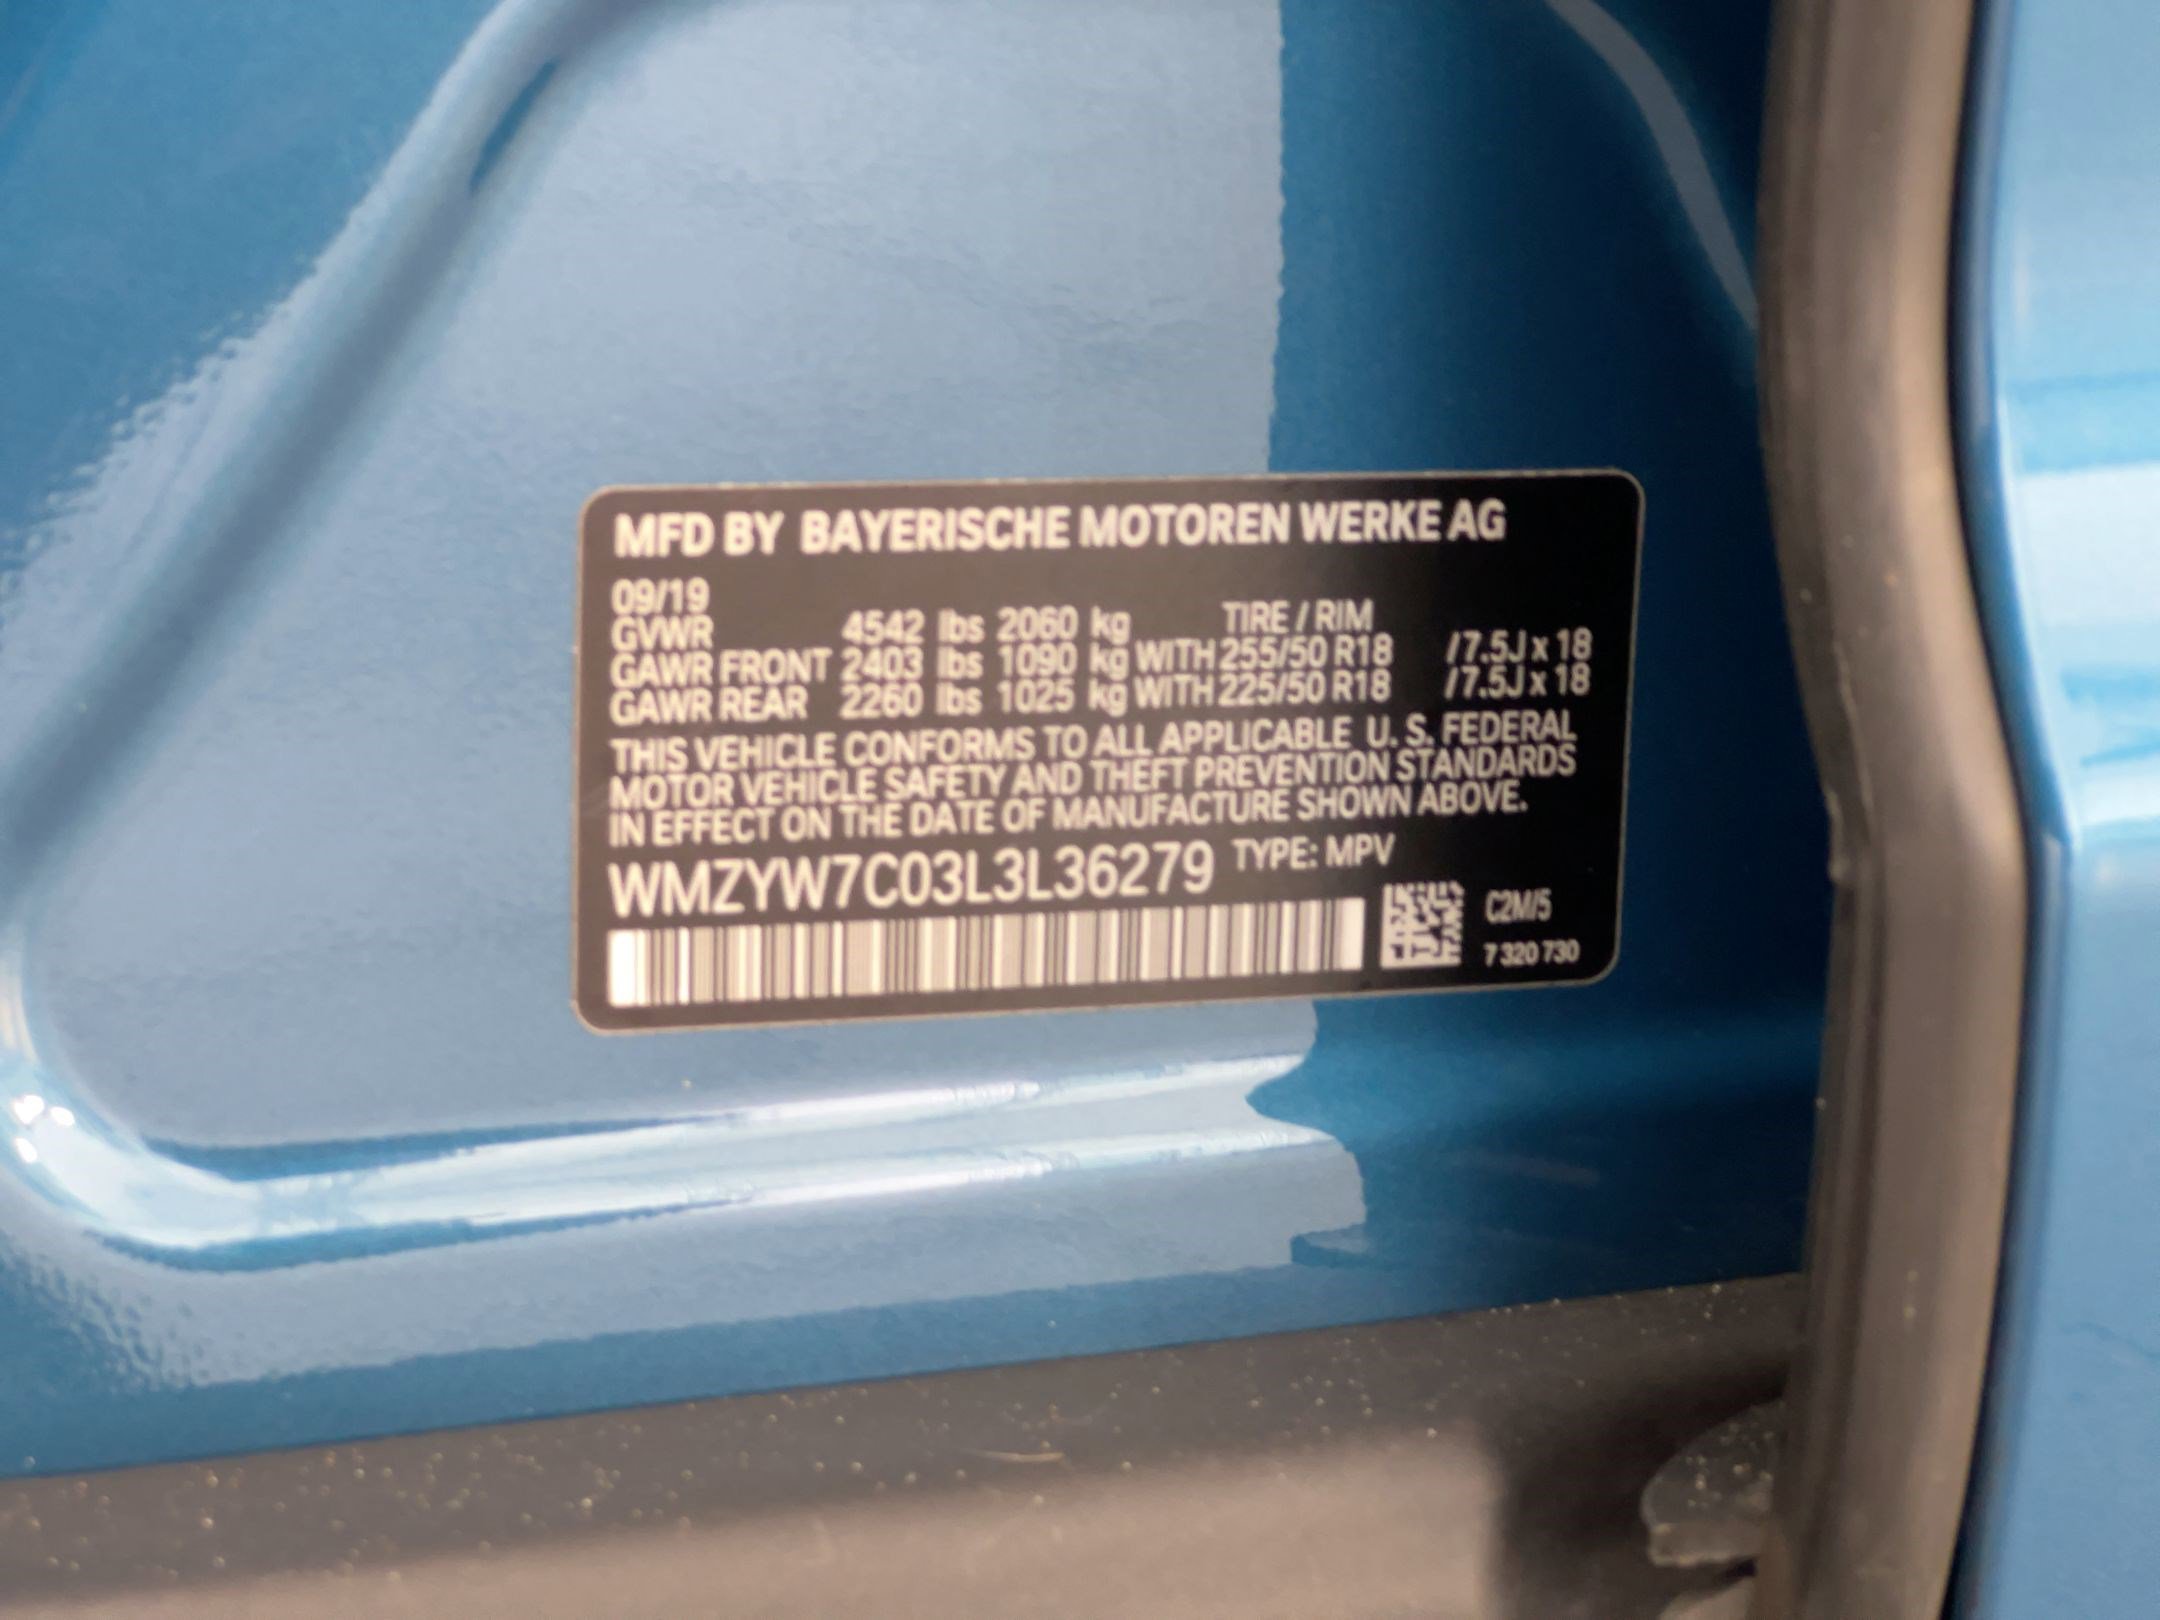 MFD BY BAYERISCHE MOTOREN WERKE AG
09/19
GVWR 4542 lbs 2060 kg TIRE / RIM
GAWR FRONT 2403 lbs 1090 kg WITH 255/50 R18 /7.5J x 18
GAWR REAR 2260 lbs 1025 kg WITH 225/50 R18 /7.5J x 18
THIS VEHICLE CONFORMS TO ALL APPLICABLE U. S. FEDERAL
MOTOR VEHICLE SAFETY AND THEFT PREVENTION STANDARDS
IN EFFECT ON THE DATE OF MANUFACTURE SHOWN ABOVE.
WMZYW7C03L3L36279 TYPE: MPV
C2M/5
7 320 730